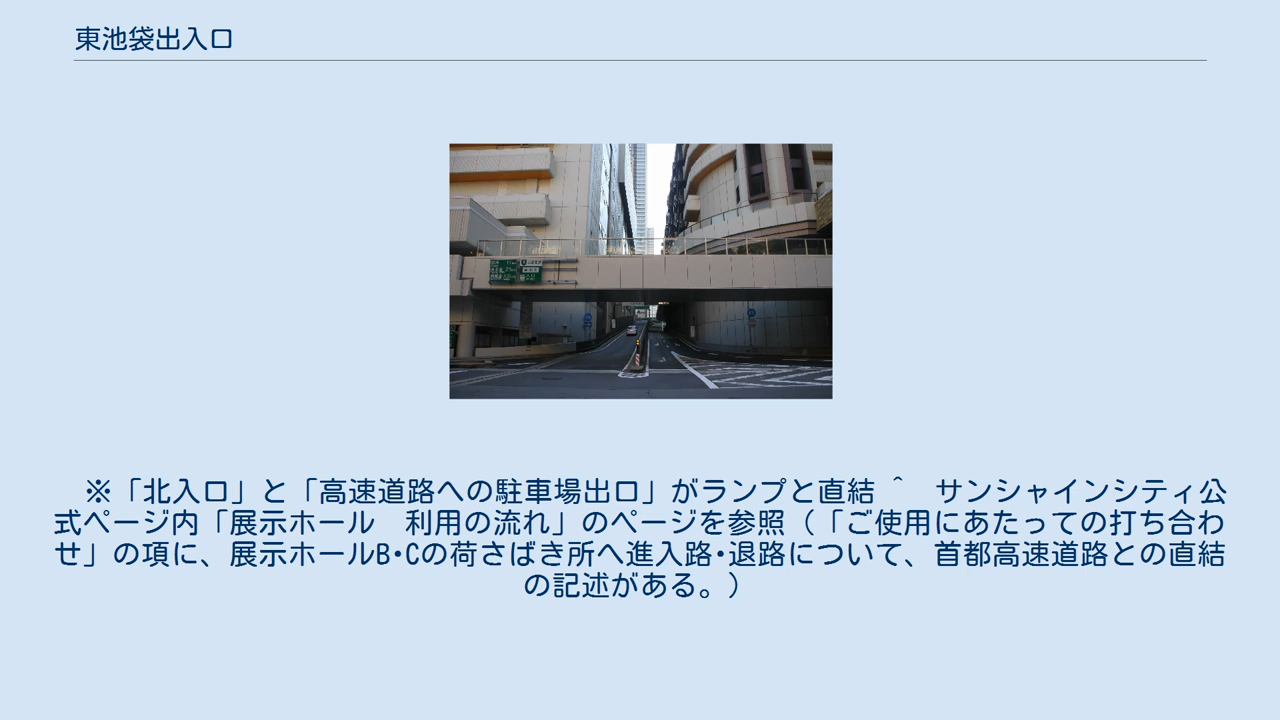 東池袋出入口
※「北入口」と「高速道路への駐車場出口」がランプと直結 ^　サンシャインシティ公
式ページ内「展示ホール　利用の流れ」のページを参照（「ご使用にあたっての打ち合わ
せ」の項に、展示ホールB・Cの荷さばき所へ進入路・退路について、首都高速道路との直結
の記述がある。）